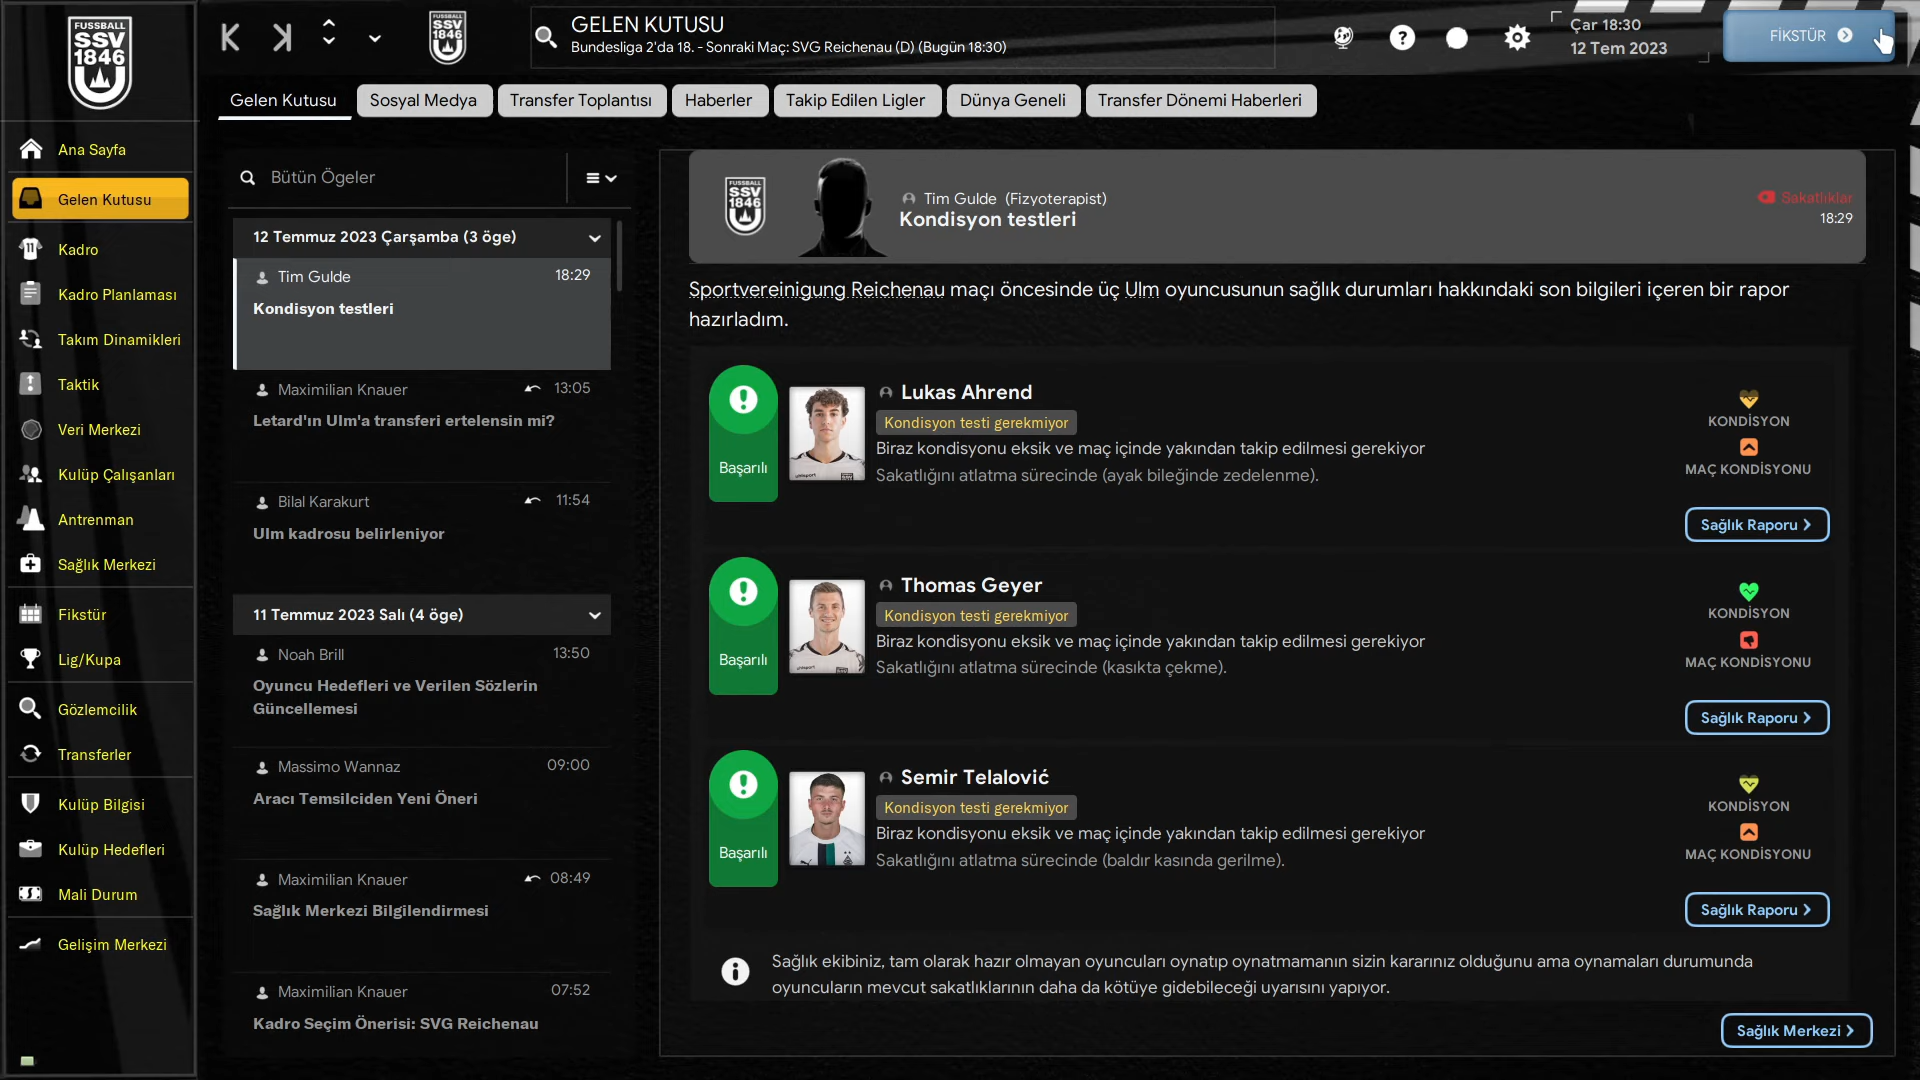 FUSSBALL
SSV
1846
FUSSBALL
SSV
1846
GELEN KUTUSU
Bundesliga 2'da 18. - Sonraki Maç: SVG Reichenau (D) (Bugün 18:30)
Çar 18:30
12 Tem 2023
FİKSTÜR
Gelen Kutusu
Sosyal Medya
Transfer Toplantısı
Haberler
Takip Edilen Ligler
Dünya Geneli
Transfer Dönemi Haberleri
Ana Sayfa
Gelen Kutusu
Kadro
Kadro Planlaması
Takım Dinamikleri
Taktik
Veri Merkezi
Kulüp Çalışanları
Antrenman
Sağlık Merkezi
Fikstür
Lig/Kupa
Gözlemcilik
Transferler
Kulüp Bilgisi
Kulüp Hedefleri
Mali Durum
Gelişim Merkezi
Bütün Ögeler
12 Temmuz 2023 Çarşamba (3 öge)
Tim Gulde 18:29
Kondisyon testleri
Maximilian Knauer 13:05
Letard'ın Ulm'a transferi ertelensin mi?
Bilal Karakurt 11:54
Ulm kadrosu belirleniyor
11 Temmuz 2023 Salı (4 öge)
Noah Brill 13:50
Oyuncu Hedefleri ve Verilen Sözlerin
Güncellemesi
Massimo Wannaz 09:00
Aracı Temsilciden Yeni Öneri
Maximilian Knauer 08:49
Sağlık Merkezi Bilgilendirmesi
Maximilian Knauer 07:52
Kadro Seçim Önerisi: SVG Reichenau
FUSSBALL
SSV
1846
Tim Gulde (Fizyoterapist)
Kondisyon testleri
Sakatlıklar
18:29
Sportvereinigung Reichenau maçı öncesinde üç Ulm oyuncusunun sağlık durumları hakkındaki son bilgileri içeren bir rapor
hazırladım.
Başarılı
Lukas Ahrend
Kondisyon testi gerekmiyor
Biraz kondisyonu eksik ve maç içinde yakından takip edilmesi gerekiyor
Sakatlığını atlatma sürecinde (ayak bileğinde zedelenme).
KONDİSYON
MAÇ KONDİSYONU
Sağlık Raporu
Başarılı
Thomas Geyer
Kondisyon testi gerekmiyor
Biraz kondisyonu eksik ve maç içinde yakından takip edilmesi gerekiyor
Sakatlığını atlatma sürecinde (kasıkta çekme).
KONDİSYON
MAÇ KONDİSYONU
Sağlık Raporu
Başarılı
Semir Telalović
Kondisyon testi gerekmiyor
Biraz kondisyonu eksik ve maç içinde yakından takip edilmesi gerekiyor
Sakatlığını atlatma sürecinde (baldır kasında gerilme).
KONDİSYON
MAÇ KONDİSYONU
Sağlık Raporu
Sağlık ekibiniz, tam olarak hazır olmayan oyuncuları oynatıp oynatmamanın sizin kararınız olduğunu ama oynamaları durumunda
oyuncuların mevcut sakatlıklarının daha da kötüye gidebileceği uyarısını yapıyor.
Sağlık Merkezi